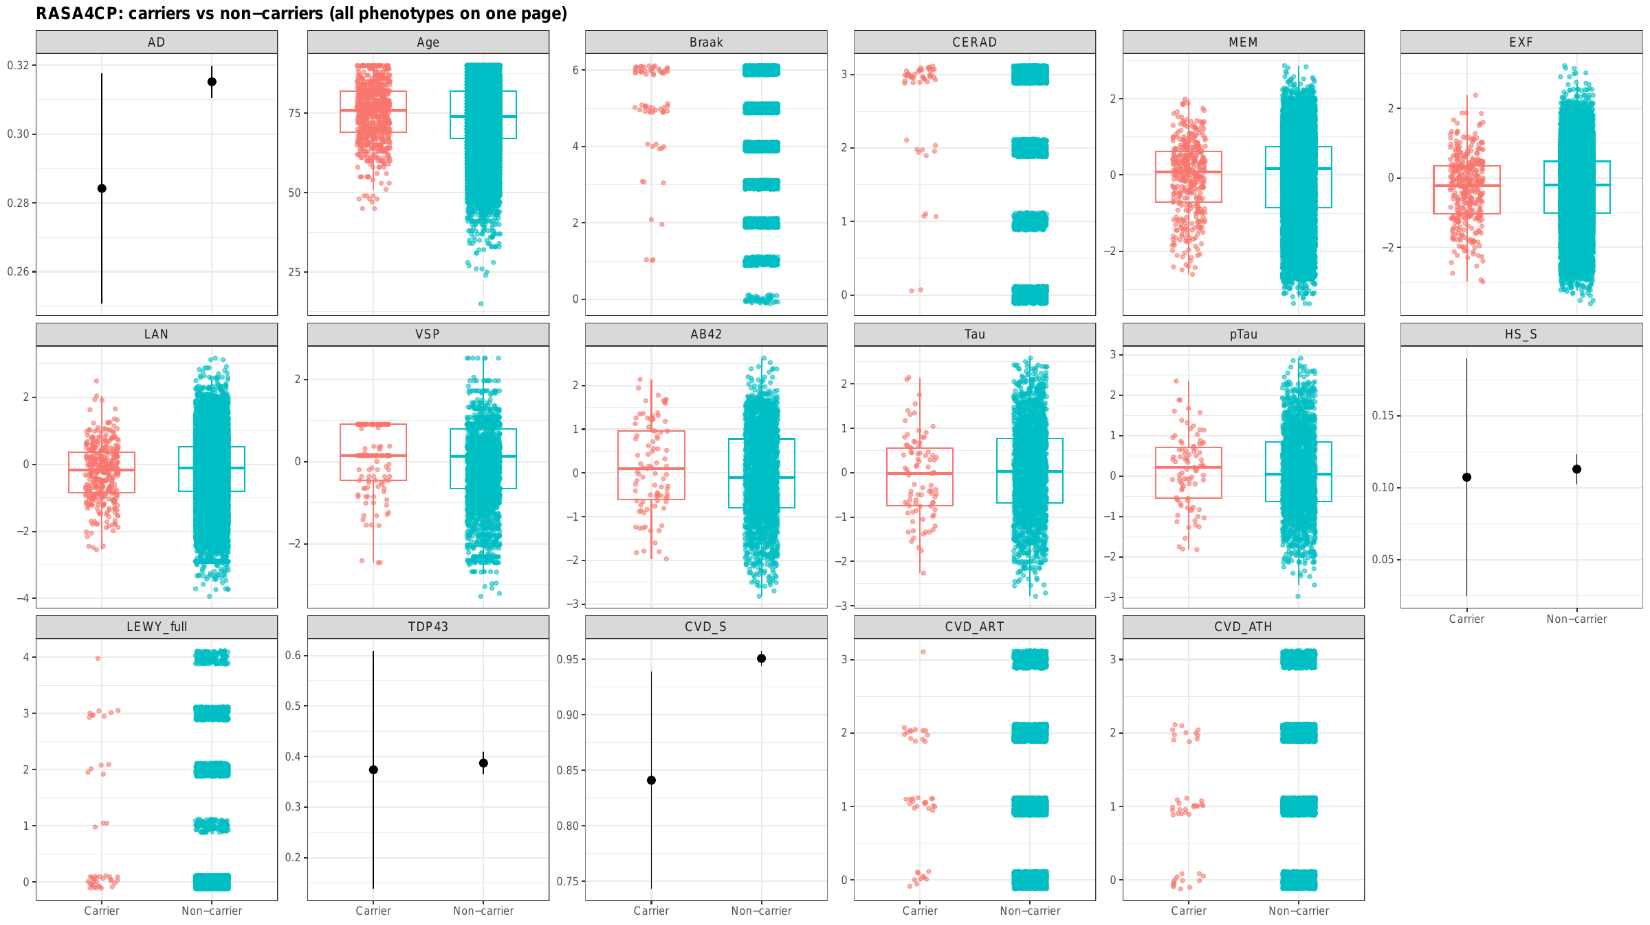 RASA4CP: carriers vs non−carriers (all phenotypes on one page)
AD
Age
Braak
CERAD
MEM
EXF
0.32
0.30
0.28
0.26
75
50
25
6
4
2
0
3
2
1
0
2
0
−2
2
0
−2
LAN
VSP
AB42
Tau
pTau
HS_S
2
0
−2
−4
2
0
−2
2
1
0
−1
−2
−3
2
1
0
−1
−2
−3
3
2
1
0
−1
−2
−3
0.15
0.10
0.05
Carrier
Non−carrier
LEWY_full
TDP43
CVD_S
CVD_ART
CVD_ATH
4
3
2
1
0
0.6
0.5
0.4
0.3
0.2
0.95
0.90
0.85
0.80
0.75
3
2
1
0
3
2
1
0
Carrier
Non−carrier
Carrier
Non−carrier
Carrier
Non−carrier
Carrier
Non−carrier
Carrier
Non−carrier